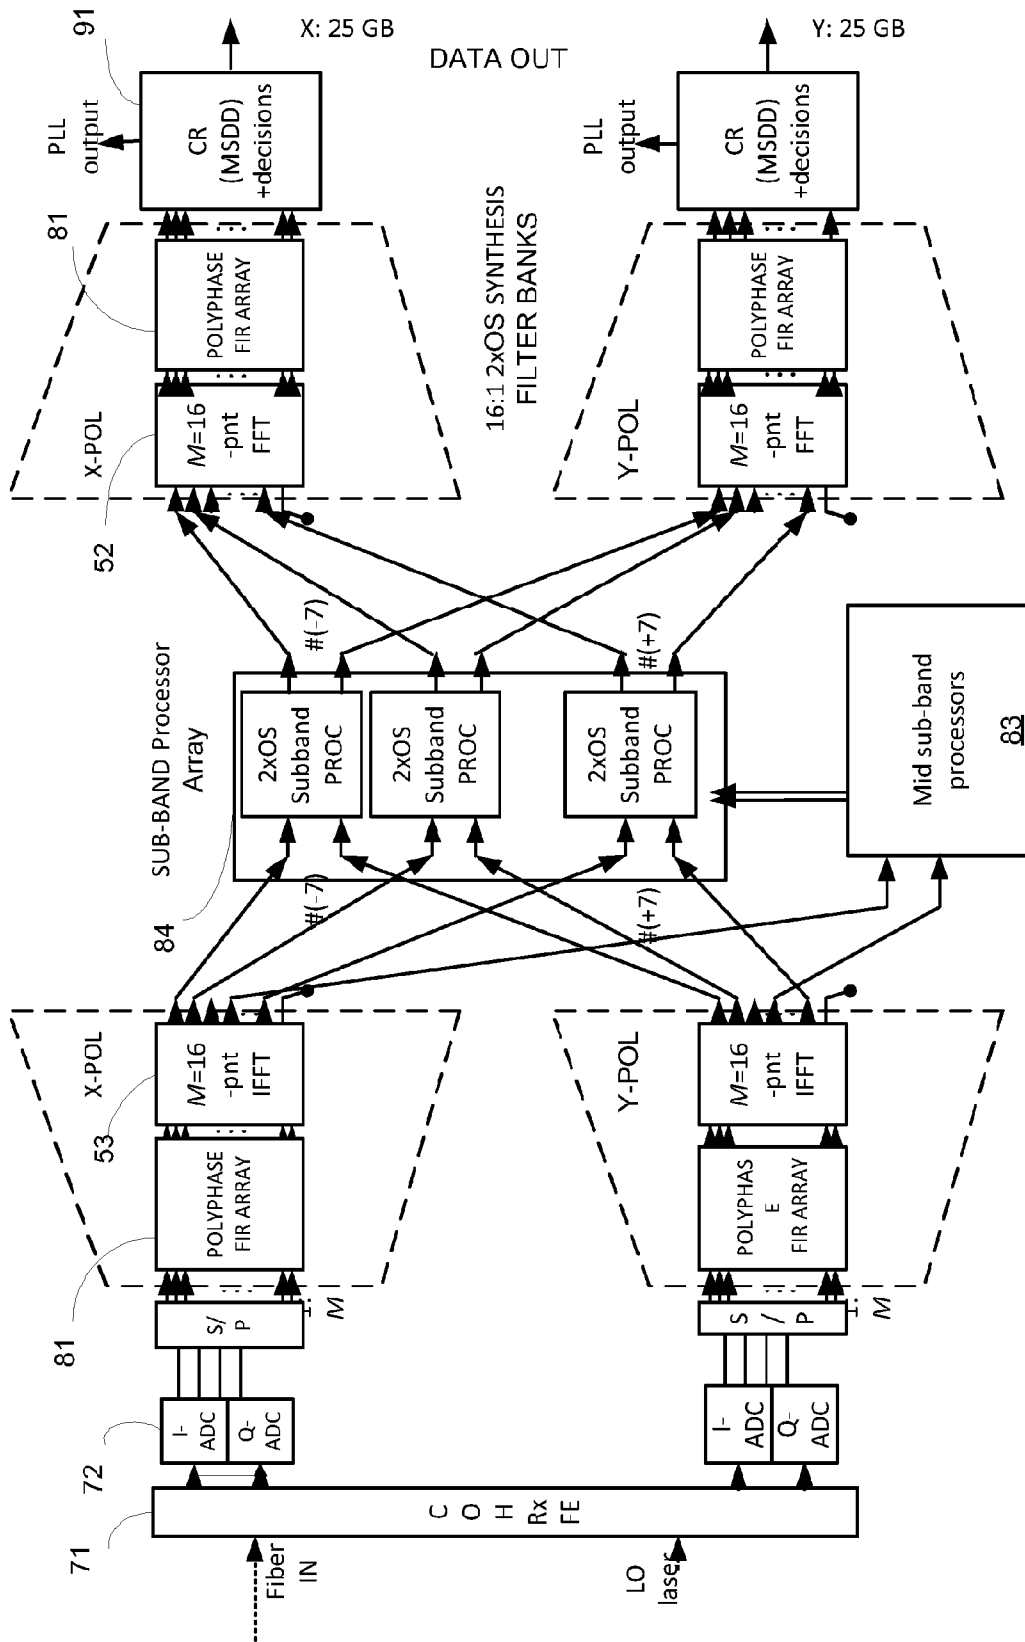 91
PLL
output
CR
(MSDD)
+decisions
X: 25 GB
DATA OUT
PLL
output
CR
(MSDD)
+decisions
Y: 25 GB
81
POLYPHASE
FIR ARRAY
...
...
X-POL
M=16
-pnt
FFT
...
52
16:1 2xOS SYNTHESIS
FILTER BANKS
...
POLYPHASE
FIR ARRAY
...
Y-POL
M=16
-pnt
FFT
...
SUB-BAND Processor
Array
84
#(-7)
#(+7)
2xOS
Subband
PROC
2xOS
Subband
PROC
2xOS
Subband
PROC
#(-7)
#(+7)
Mid sub-band
processors
83
X-POL
M=16
-pnt
IFFT
...
53
POLYPHASE
FIR ARRAY
...
81
Y-POL
M=16
-pnt
IFFT
...
POLYPHAS
E
FIR ARRAY
...
S/
P
1:
M
S
/
P
1:
M
72
I-
ADC
Q-
ADC
I-
ADC
Q-
ADC
71
C
O
H
Rx
FE
Fiber
IN
LO
laser